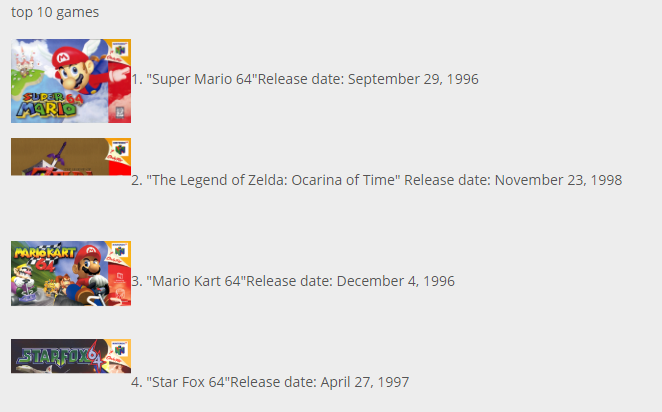 top 10 games
SUPER MARIO 64
1. "Super Mario 64"Release date: September 29, 1996
2. "The Legend of Zelda: Ocarina of Time" Release date: November 23, 1998
MARIO KART 64
3. "Mario Kart 64"Release date: December 4, 1996
STARFOX 64
4. "Star Fox 64"Release date: April 27, 1997